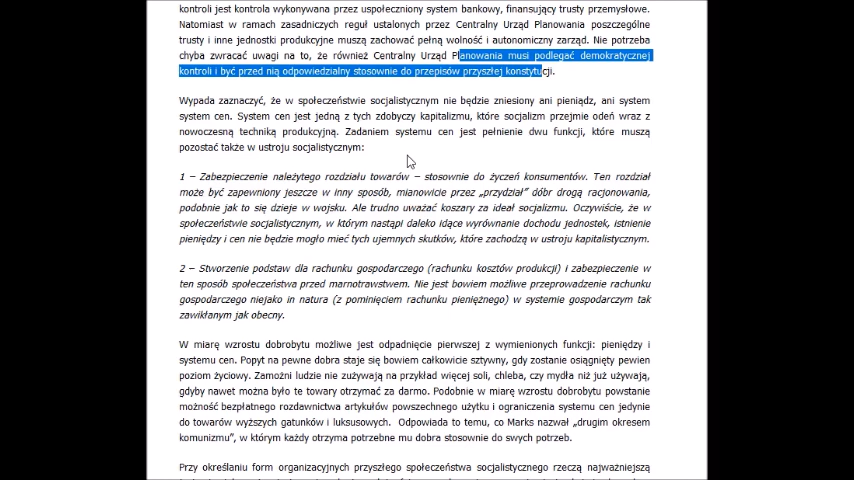 kontroli jest kontrola wykonywana przez uspołeczniony system bankowy, finansujący trusty przemysłowe.
Natomiast w ramach zasadniczych reguł ustalonych przez Centralny Urząd Planowania poszczególne
trusty i inne jednostki produkcyjne muszą zachować pełną wolność i autonomiczny zarząd. Nie potrzeba
chyba zwracać uwagi na to, że również Centralny Urząd Planowania musi podlegać demokratycznej
kontroli i być przed nią odpowiedzialny stosownie do przepisów przyszłej konstytucji.
Wypada zaznaczyć, że w społeczeństwie socjalistycznym nie będzie zniesiony ani pieniądz, ani system
system cen. System cen jest jedną z tych zdobyczy kapitalizmu, które socjalizm przejmie odeń wraz z
nowoczesną techniką produkcyjną. Zadaniem systemu cen jest pełnienie dwu funkcji, które muszą
pozostać także w ustroju socjalistycznym:
1 – Zabezpieczenie należytego rozdziału towarów – stosownie do życzeń konsumentów. Ten rozdział
może być zapewniony jeszcze w inny sposób, mianowicie przez „przydział” dóbr drogą racjonowania,
podobnie jak to się dzieje w wojsku. Ale trudno uważać koszary za ideał socjalizmu. Oczywiście, że w
społeczeństwie socjalistycznym, w którym nastąpi daleko idące wyrównanie dochodu jednostek, istnienie
pieniędzy i cen nie będzie mogło mieć tych ujemnych skutków, które zachodzą w ustroju kapitalistycznym.
2 – Stworzenie podstaw dla rachunku gospodarczego (rachunku kosztów produkcji) i zabezpieczenie w
ten sposób społeczeństwa przed marnotrawstwem. Nie jest bowiem możliwe przeprowadzenie rachunku
gospodarczego niejako in natura (z pominięciem rachunku pieniężnego) w systemie gospodarczym tak
zawikłanym jak obecny.
W miarę wzrostu dobrobytu możliwe jest odpadnięcie pierwszej z wymienionych funkcji: pieniędzy i
systemu cen. Popyt na pewne dobra staje się bowiem całkowicie sztywny, gdy zostanie osiągnięty pewien
poziom życiowy. Zamożni ludzie nie zużywają na przykład więcej soli, chleba, czy mydła niż już używają,
gdyby nawet można było te towary otrzymać za darmo. Podobnie w miarę wzrostu dobrobytu powstanie
możność bezpłatnego rozdawnictwa artykułów powszechnego użytku i ograniczenia systemu cen jedynie
do towarów wyższych gatunków i luksusowych.  Odpowiada to temu, co Marks nazwał „drugim okresem
komunizmu”, w którym każdy otrzyma potrzebne mu dobra stosownie do swych potrzeb.
Przy określaniu form organizacyjnych przyszłego społeczeństwa socjalistycznego rzeczą najważniejszą